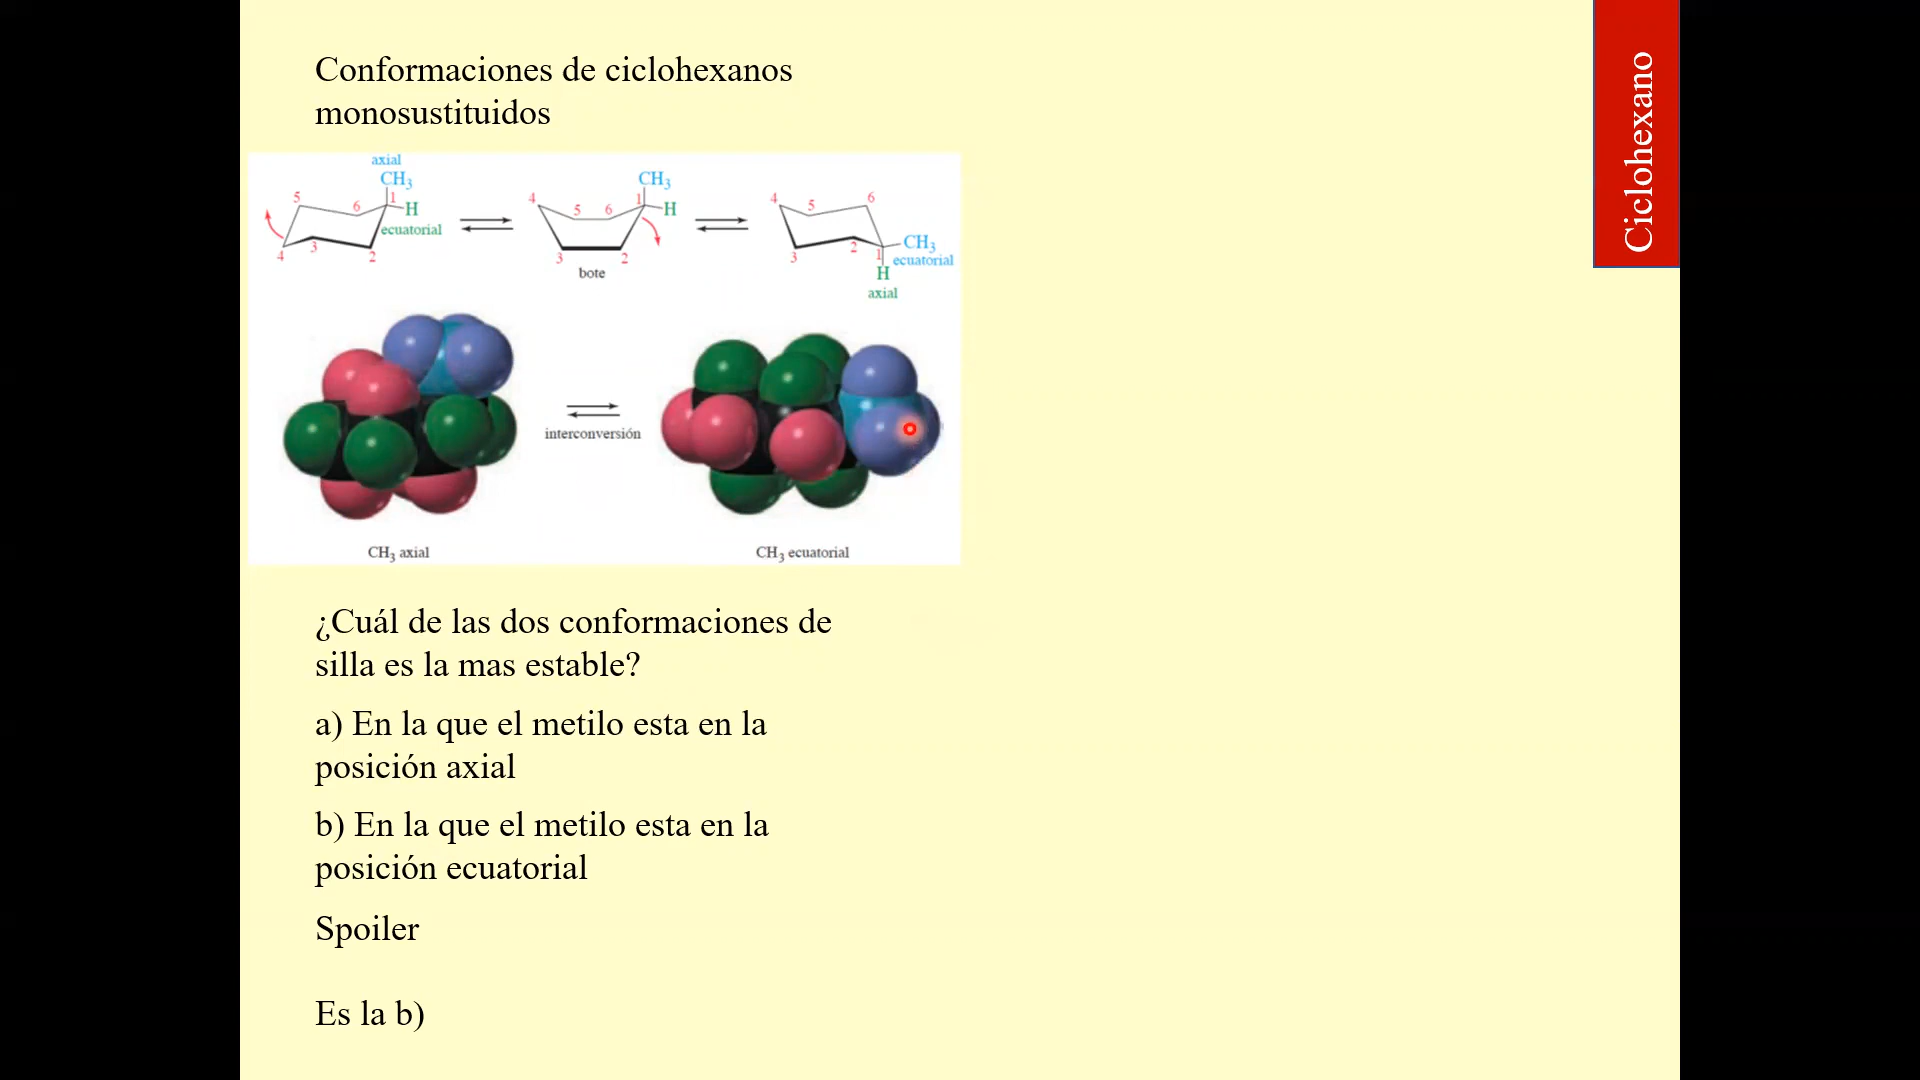 Conformaciones de ciclohexanos
monosustituidos
Ciclohexano
axial
CH3
5
6
1
H
ecuatorial
4
3
2
CH3
4
5
6
1
H
3
2
bote
4
5
6
CH3
3
2
1
ecuatorial
H
axial
interconversión
CH3 axial
CH3 ecuatorial
¿Cuál de las dos conformaciones de
silla es la mas estable?
a) En la que el metilo esta en la
posición axial
b) En la que el metilo esta en la
posición ecuatorial
Spoiler
Es la b)